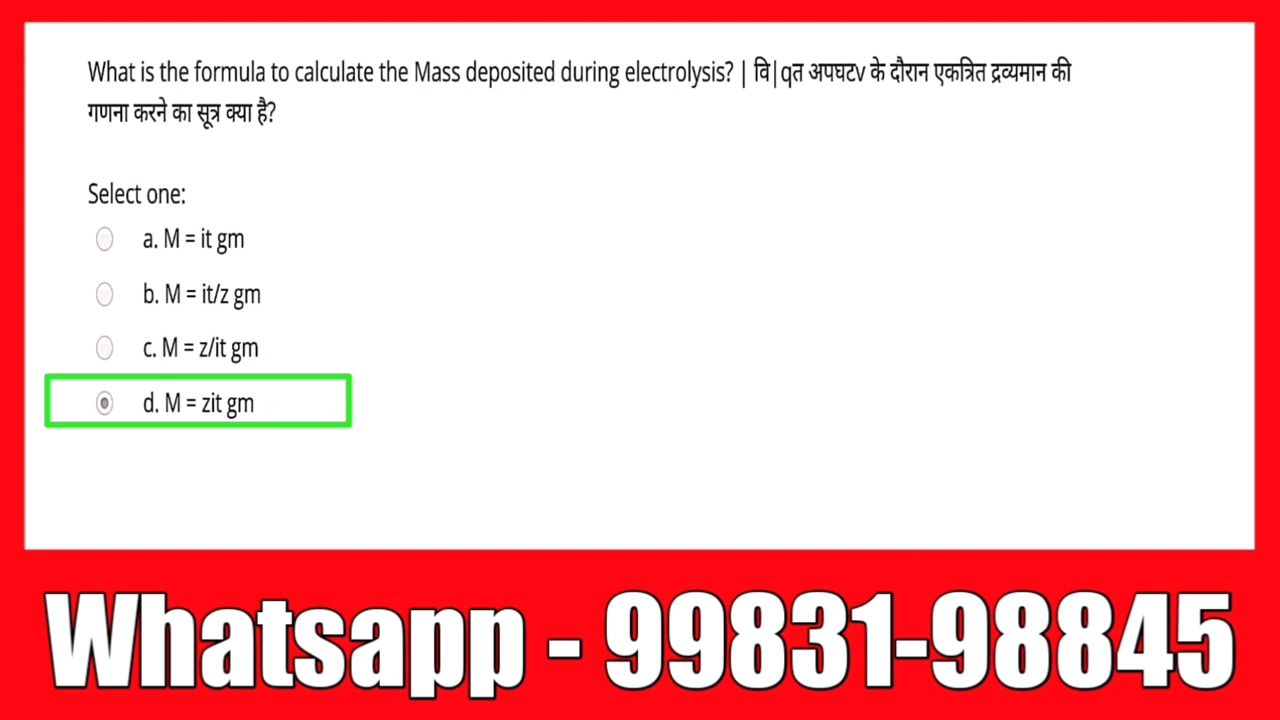 What is the formula to calculate the Mass deposited during electrolysis? | वि|qत अपघटv के दौरान एकत्रित द्रव्यमान की
गणना करने का सूत्र क्या है?
Select one:
a. M = it gm
b. M = it/z gm
c. M = z/it gm
d. M = zit gm
Whatsapp - 99831-98845